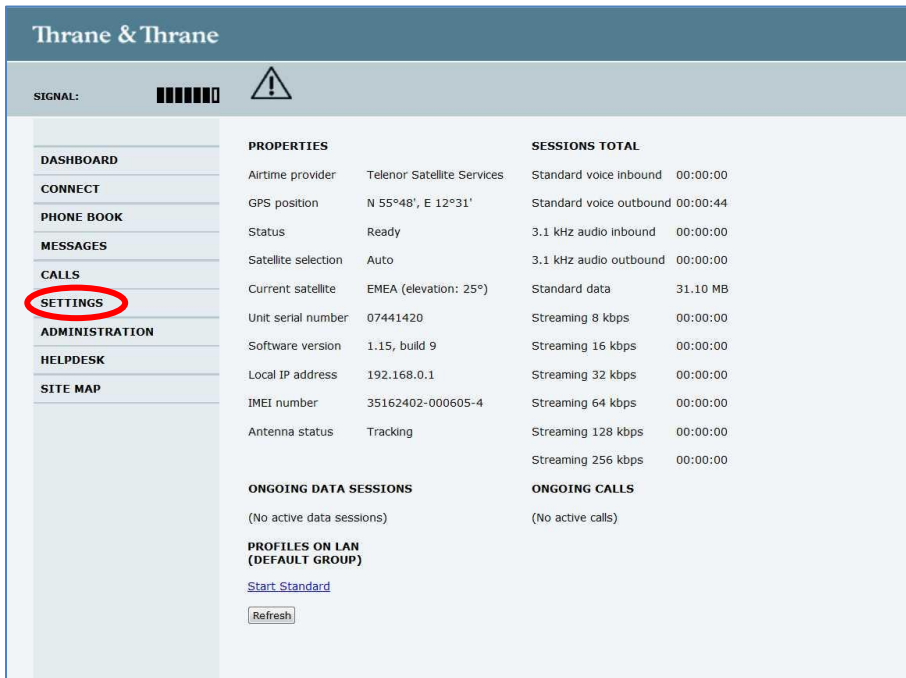 Thrane & Thrane
SIGNAL:
DASHBOARD
CONNECT
PHONE BOOK
MESSAGES
CALLS
SETTINGS
ADMINISTRATION
HELPDESK
SITE MAP
PROPERTIES
Airtime provider Telenor Satellite Services
GPS position N 55°48', E 12°31'
Status Ready
Satellite selection Auto
Current satellite EMEA (elevation: 25°)
Unit serial number 07441420
Software version 1.15, build 9
Local IP address 192.168.0.1
IMEI number 35162402-000605-4
Antenna status Tracking
SESSIONS TOTAL
Standard voice inbound 00:00:00
Standard voice outbound 00:00:44
3.1 kHz audio inbound 00:00:00
3.1 kHz audio outbound 00:00:00
Standard data 31.10 MB
Streaming 8 kbps 00:00:00
Streaming 16 kbps 00:00:00
Streaming 32 kbps 00:00:00
Streaming 64 kbps 00:00:00
Streaming 128 kbps 00:00:00
Streaming 256 kbps 00:00:00
ONGOING DATA SESSIONS
(No active data sessions)
ONGOING CALLS
(No active calls)
PROFILES ON LAN
(DEFAULT GROUP)
Start Standard
Refresh